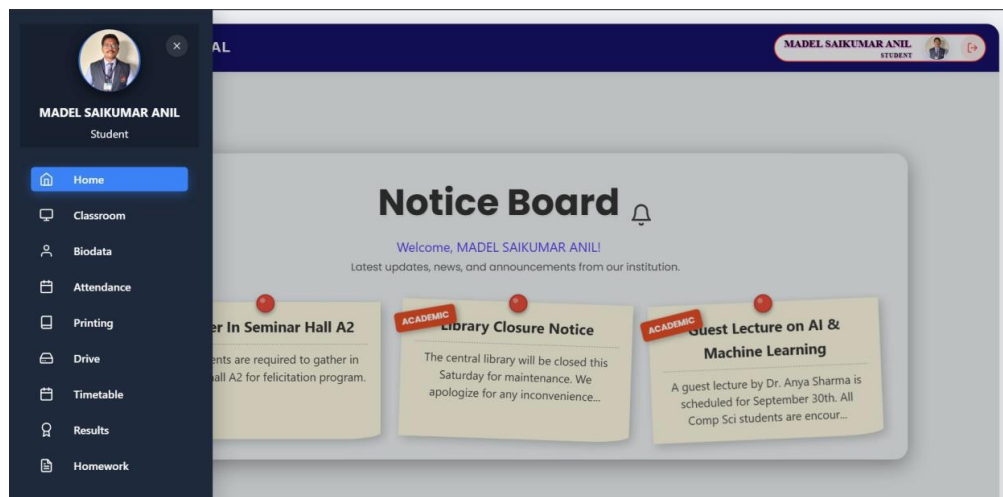 MADEL SAIKUMAR ANIL
Student
Home
Classroom
Biodata
Attendance
Printing
Drive
Timetable
Results
Homework
AL
MADEL SAIKUMAR ANIL
STUDENT
Notice Board
Welcome, MADEL SAIKUMAR ANIL!
Latest updates, news, and announcements from our institution.
er In Seminar Hall A2
ents are required to gather in
all A2 for felicitation program.
ACADEMIC
Library Closure Notice
The central library will be closed this
Saturday for maintenance. We
apologize for any inconvenience...
ACADEMIC
Guest Lecture on AI &
Machine Learning
A guest lecture by Dr. Anya Sharma is
scheduled for September 30th. All
Comp Sci students are encour...